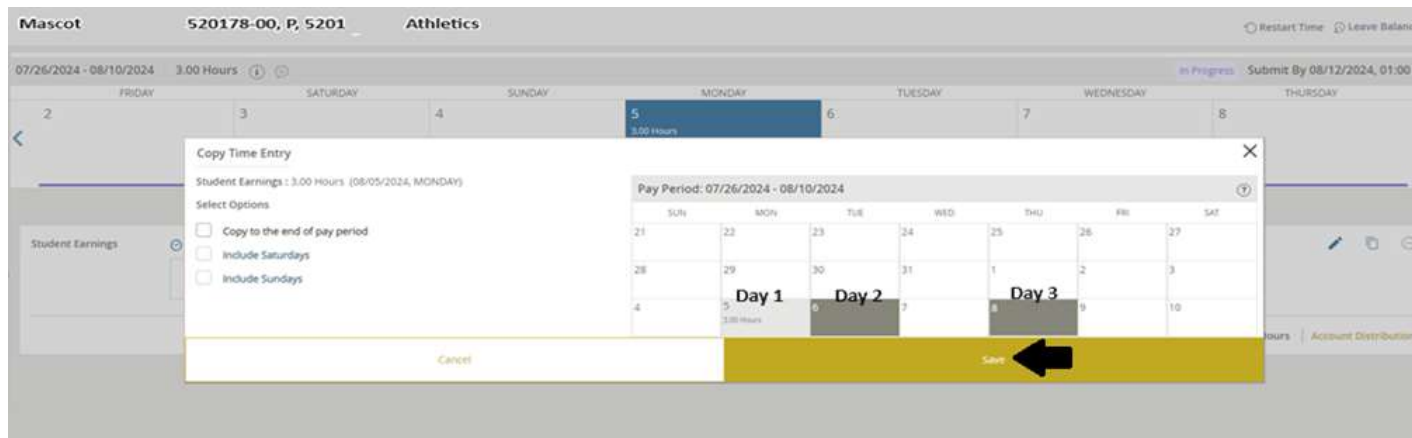 Mascot 520178-00, P, 5201 Athletics Restart Time Leave Balanc
07/26/2024 - 08/10/2024 3.00 Hours In Progress Submit By 08/12/2024, 01:00
FRIDAY SATURDAY SUNDAY MONDAY TUESDAY WEDNESDAY THURSDAY
2 3 4 5 6 7 8
3.00 Hours
Copy Time Entry
Student Earnings : 3.00 Hours (08/05/2024, MONDAY)
Select Options
Copy to the end of pay period
Include Saturdays
Include Sundays
Pay Period: 07/26/2024 - 08/10/2024
SUN MON TUE WED THU FRI SAT
21 22 23 24 25 26 27
28 29 30 31 1 2 3
Day 1 Day 2 Day 3
4 5 6 7 8 9 10
3.00 Hours
Student Earnings
ours Account Distribution
Cancel Save